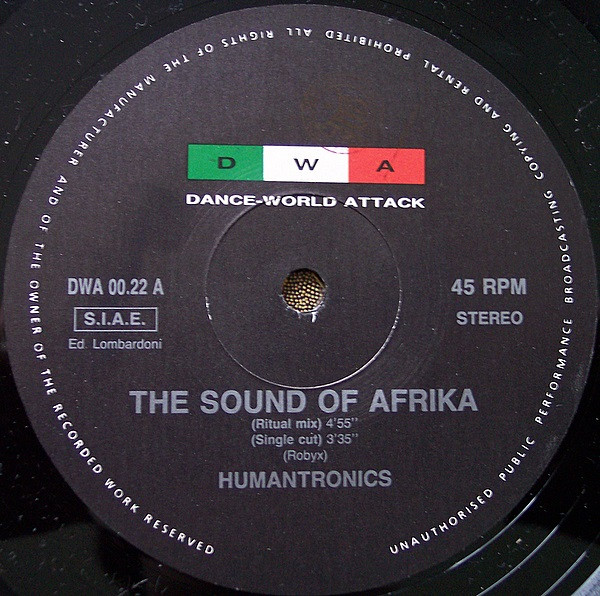 ALL RIGHTS OF THE MANUFACTURER AND OF THE OWNER OF THE RECORDED WORK RESERVED
UNAUTHORISED PUBLIC PERFORMANCE BROADCASTING COPYING AND RENTAL PROHIBITED
D W A
DANCE-WORLD ATTACK
DWA 00.22 A
S.I.A.E.
Ed. Lombardoni
45 RPM
STEREO
THE SOUND OF AFRIKA
(Ritual mix) 4'55"
(Single cut) 3'35"
(Robyx)
HUMANTRONICS